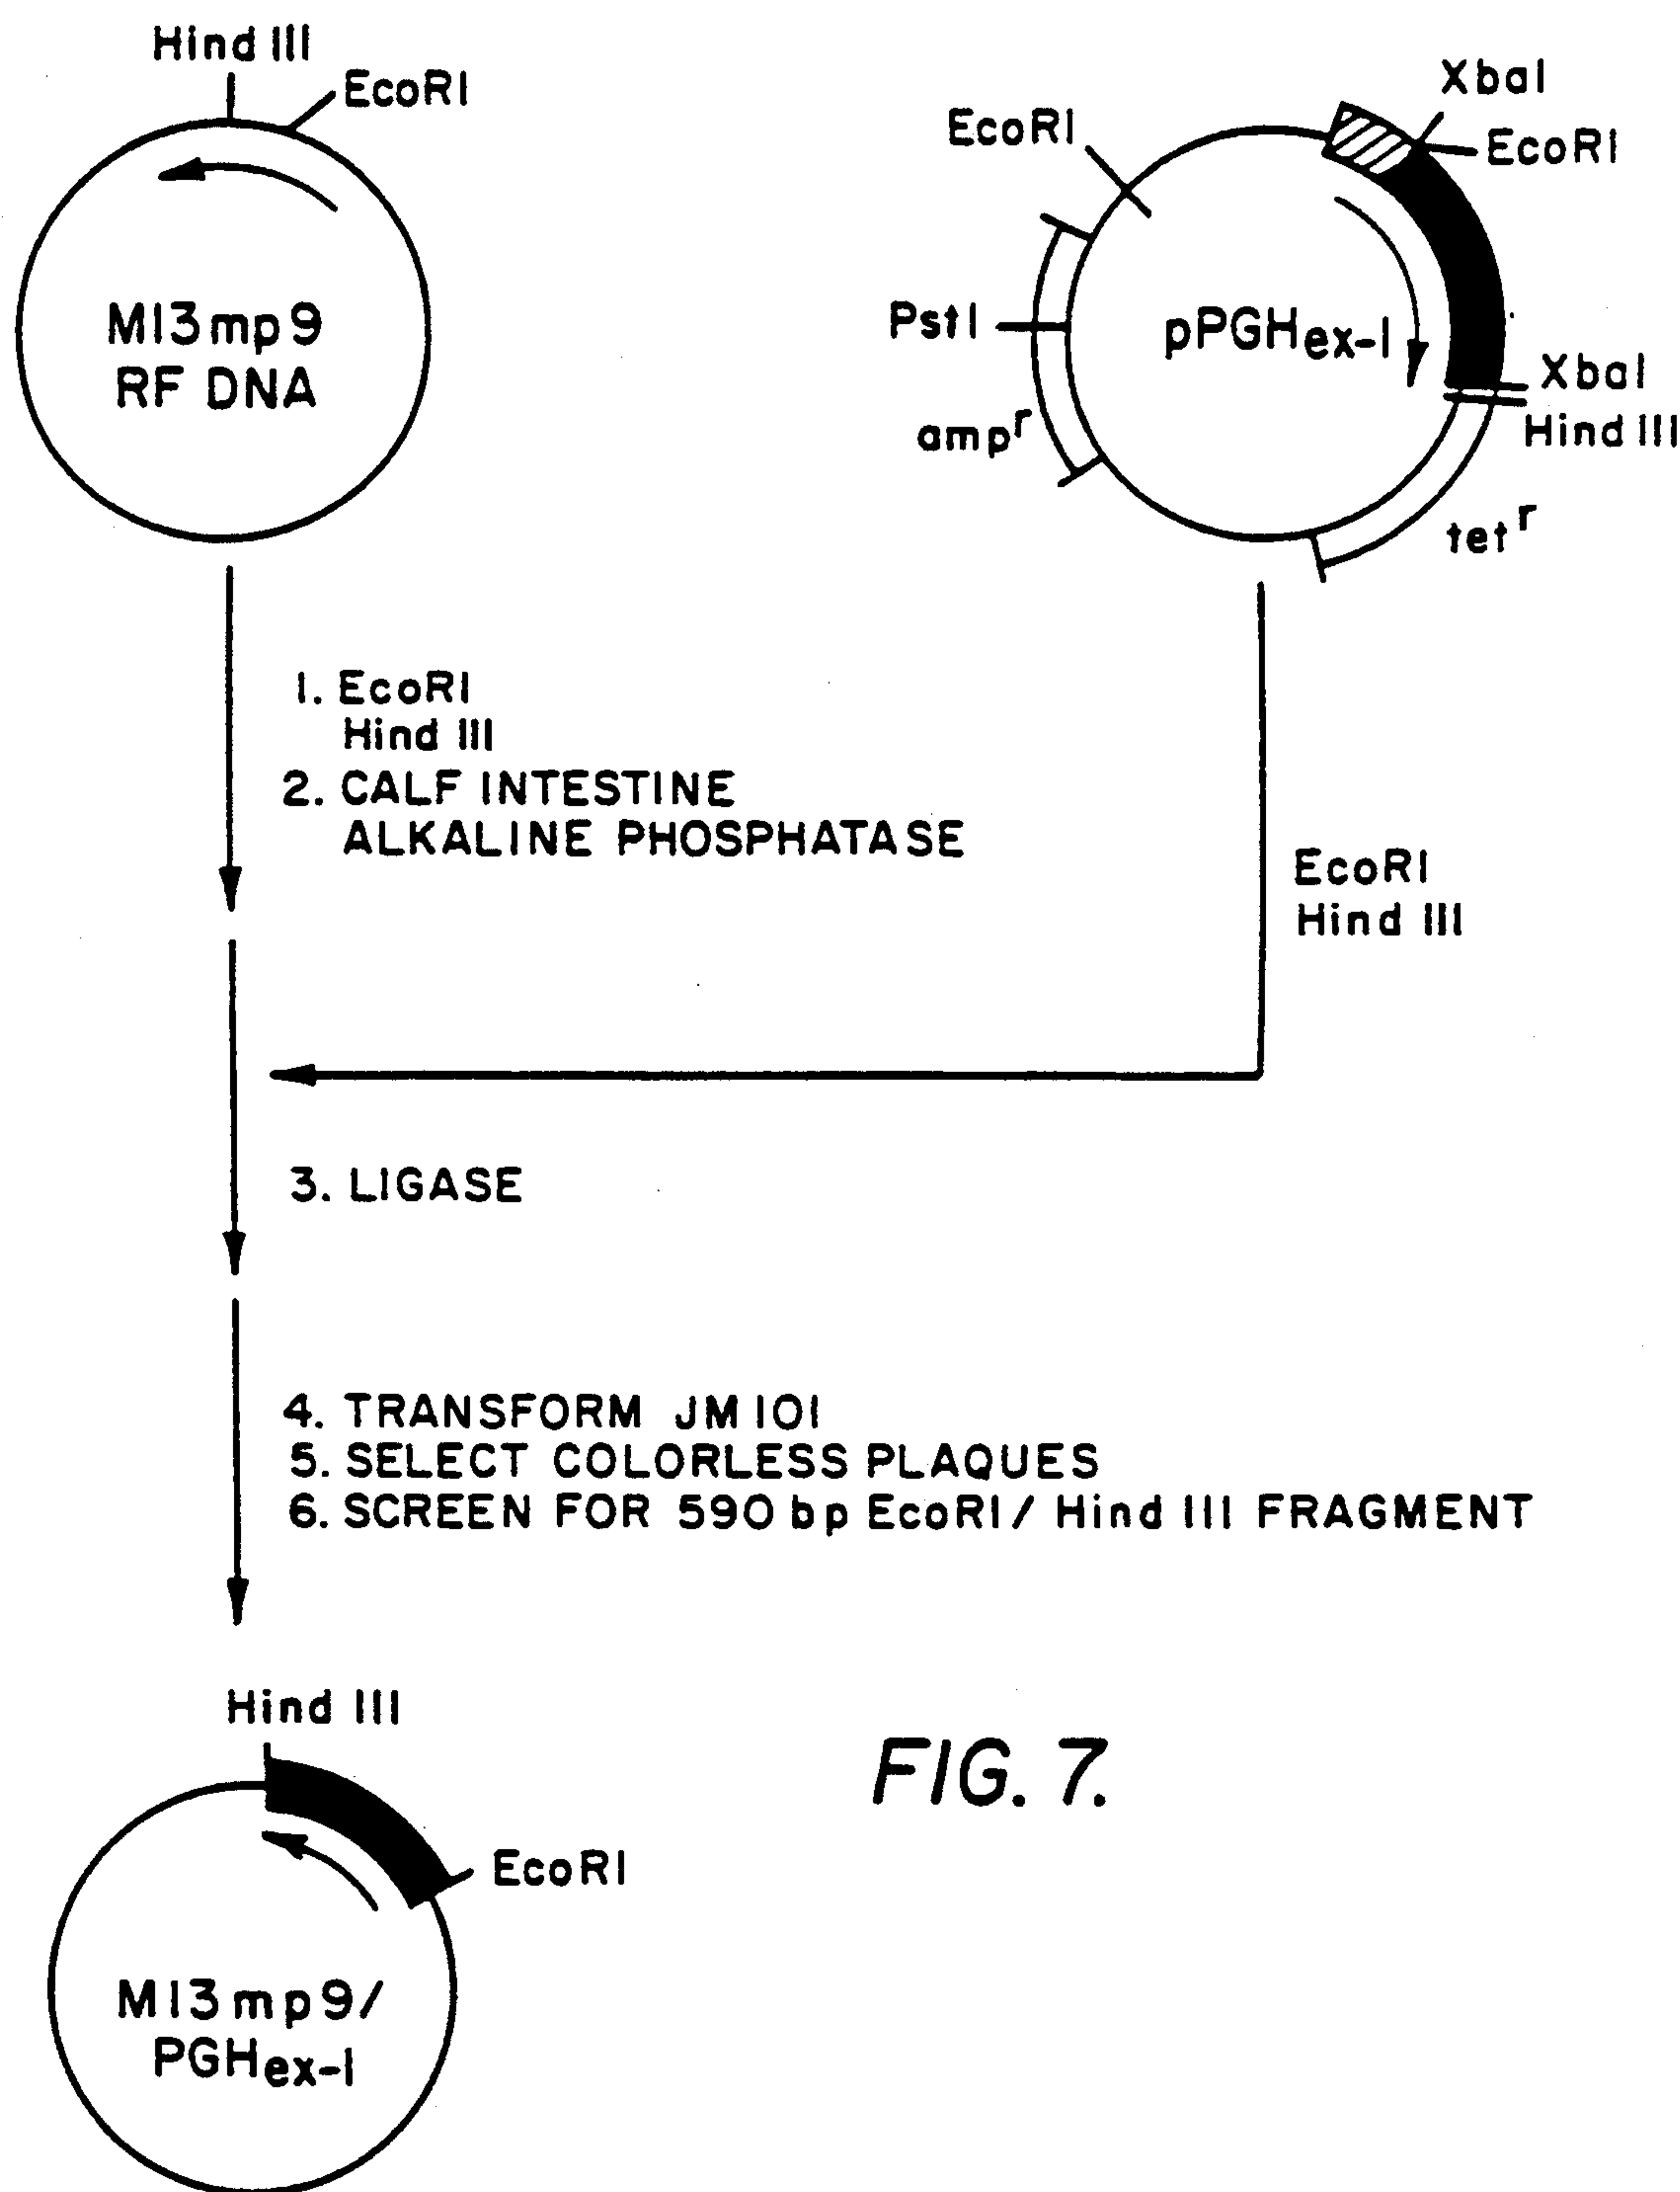 Hind III
EcoRI
M13mp9
RF DNA
XbaI
EcoRI
EcoRI
PstI
pPGHex-I
XbaI
Hind III
ampr
tetr
1. EcoRI
Hind III
2. CALF INTESTINE
ALKALINE PHOSPHATASE
EcoRI
Hind III
3. LIGASE
4. TRANSFORM JM101
5. SELECT COLORLESS PLAQUES
6. SCREEN FOR 590 bp EcoRI/ Hind III FRAGMENT
Hind III
EcoRI
M13mp9/
PGHex-I
FIG. 7.